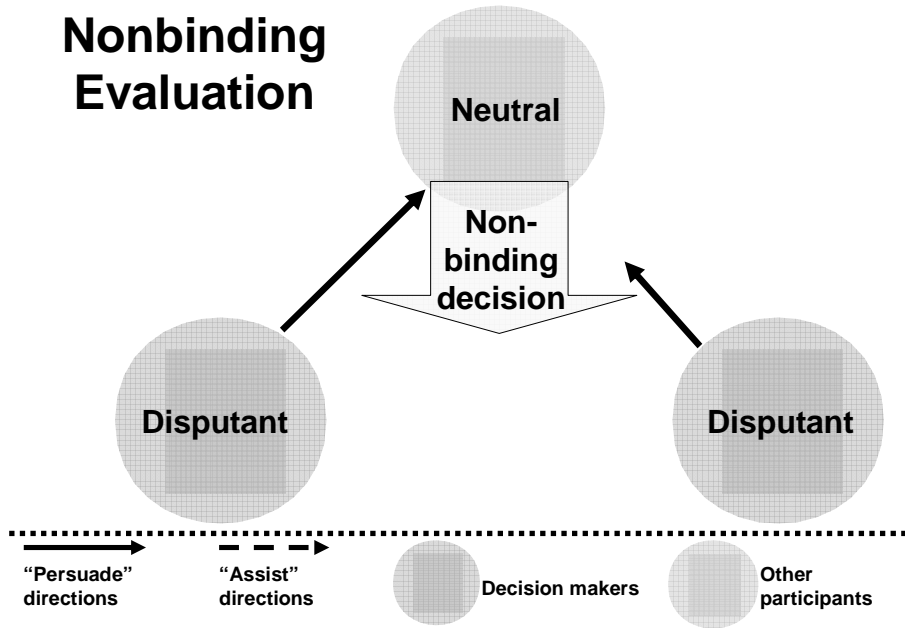 Nonbinding
Evaluation
Neutral
Non-
binding
decision
Disputant
Disputant
“Persuade”
directions
“Assist”
directions
Decision makers
Other
participants